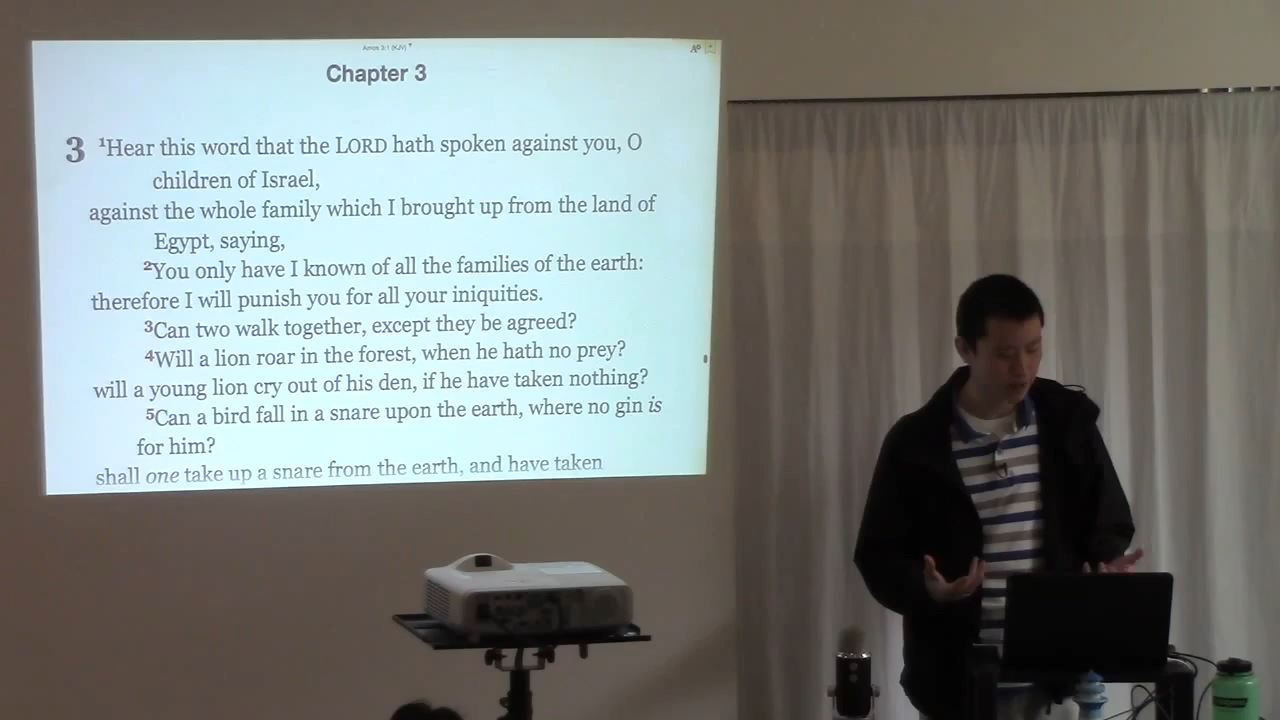 Amos 3:1 (KJV)
Chapter 3
3 ¹Hear this word that the LORD hath spoken against you, O
children of Israel,
against the whole family which I brought up from the land of
Egypt, saying,
²You only have I known of all the families of the earth:
therefore I will punish you for all your iniquities.
³Can two walk together, except they be agreed?
⁴Will a lion roar in the forest, when he hath no prey?
will a young lion cry out of his den, if he have taken nothing?
⁵Can a bird fall in a snare upon the earth, where no gin is
for him?
shall one take up a snare from the earth, and have taken